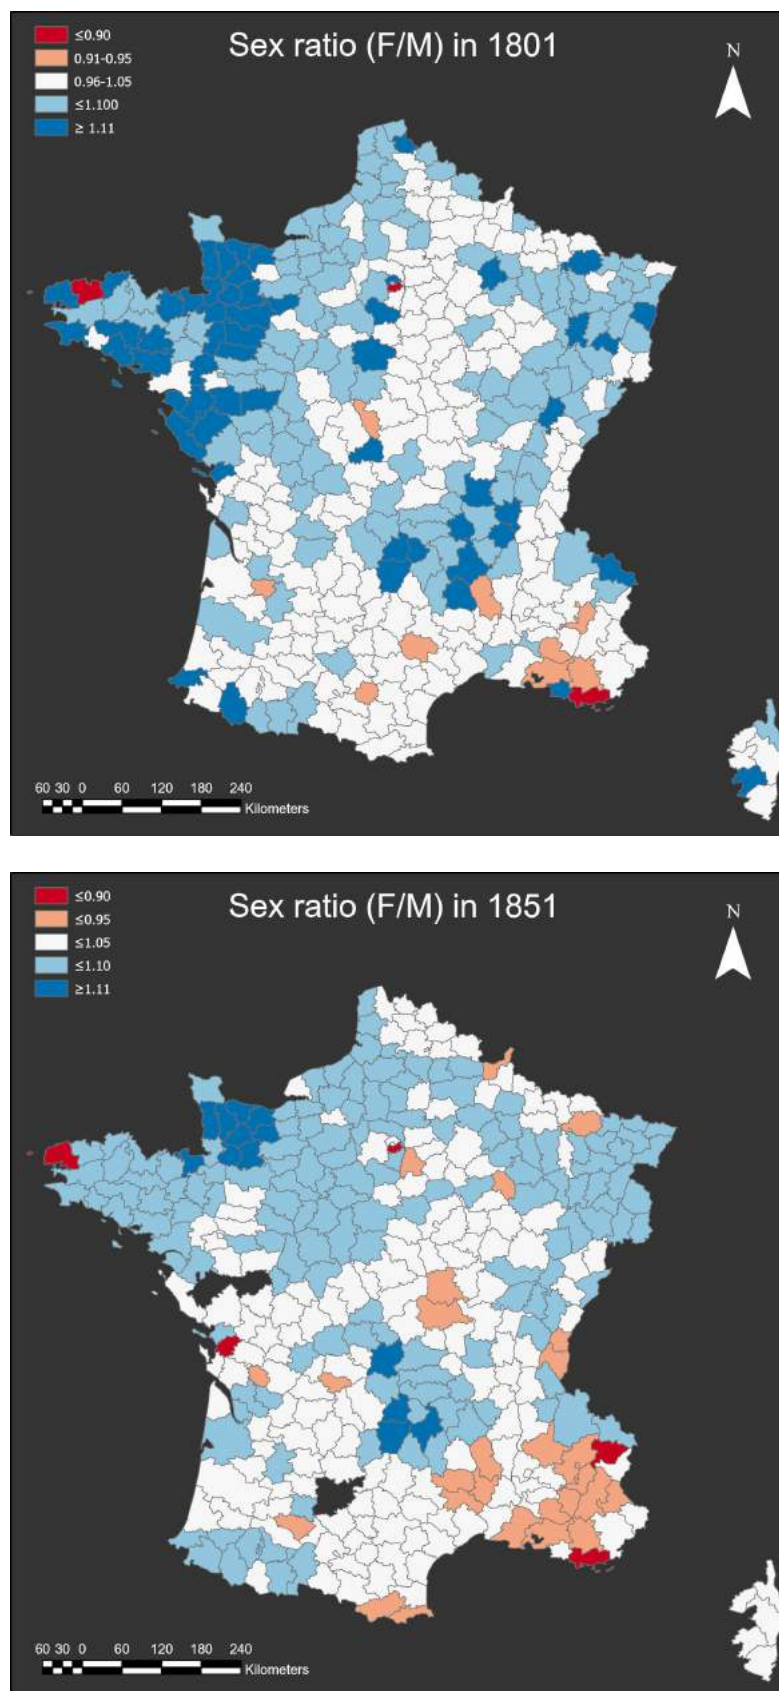 ≤0.90
0.91-0.95
0.96-1.05
≤1.100
≥ 1.11
Sex ratio (F/M) in 1801
N
60 30 0 60 120 180 240
Kilometers
≤0.90
≤0.95
≤1.05
≤1.10
≥1.11
Sex ratio (F/M) in 1851
N
60 30 0 60 120 180 240
Kilometers